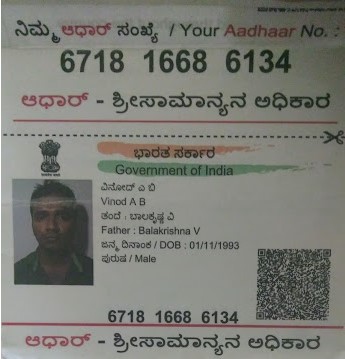 ನಿಮ್ಮ ಆಧಾರ್ ಸಂಖ್ಯೆ / Your Aadhaar No. :
6718 1668 6134
ಆಧಾರ್ - ಶ್ರೀಸಾಮಾನ್ಯನ ಅಧಿಕಾರ
ಭಾರತ ಸರ್ಕಾರ
Government of India
ವಿನೋದ್ ಎ ಬಿ
Vinod A B
ತಂದೆ : ಬಾಲಕೃಷ್ಣ ವಿ
Father : Balakrishna V
ಜನ್ಮ ದಿನಾಂಕ / DOB : 01/11/1993
ಪುರುಷ / Male
6718 1668 6134
ಆಧಾರ್ - ಶ್ರೀಸಾಮಾನ್ಯನ ಅಧಿಕಾರ